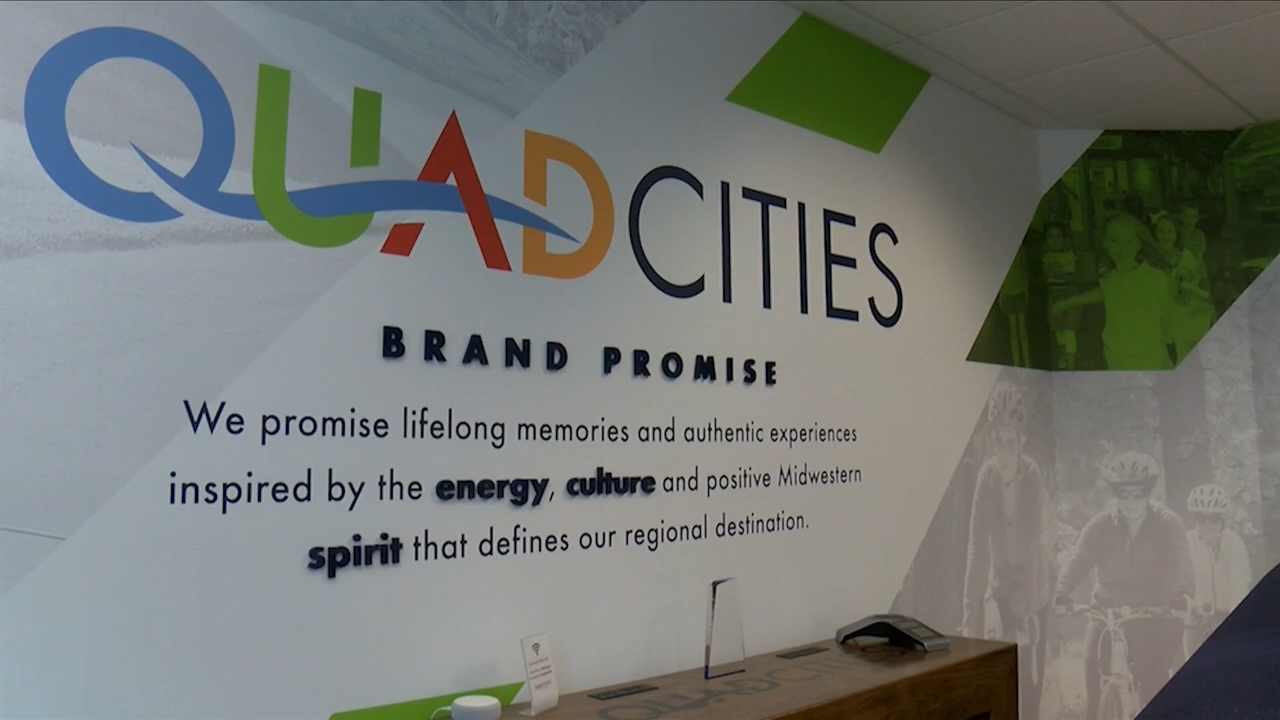 QUADCITIES
BRAND PROMISE
We promise lifelong memories and authentic experiences
inspired by the energy, culture and positive Midwestern
spirit that defines our regional destination.
QUADCITIES